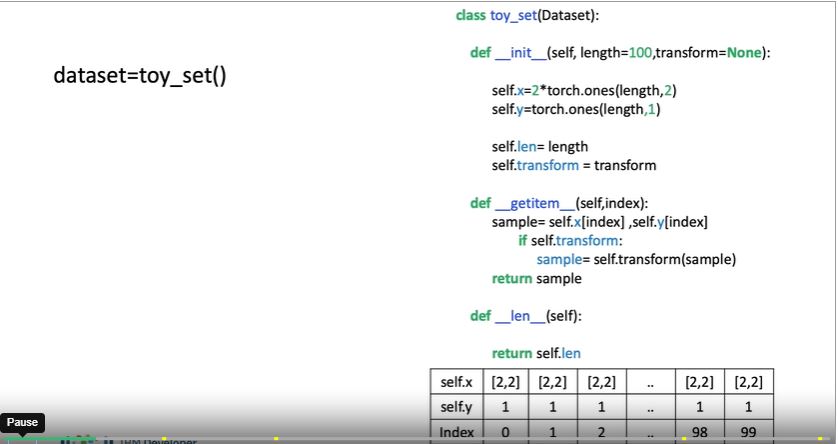 dataset=toy_set()
class toy_set(Dataset):
def __init__(self, length=100,transform=None):
self.x=2*torch.ones(length,2)
self.y=torch.ones(length,1)
self.len= length
self.transform = transform
def __getitem__(self,index):
sample= self.x[index] ,self.y[index]
if self.transform:
sample= self.transform(sample)
return sample
def __len__(self):
return self.len
self.x [2,2] [2,2] [2,2] .. [2,2] [2,2]
self.y 1 1 1 .. 1 1
Index 0 1 2 .. 98 99
Pause
IBM Developer